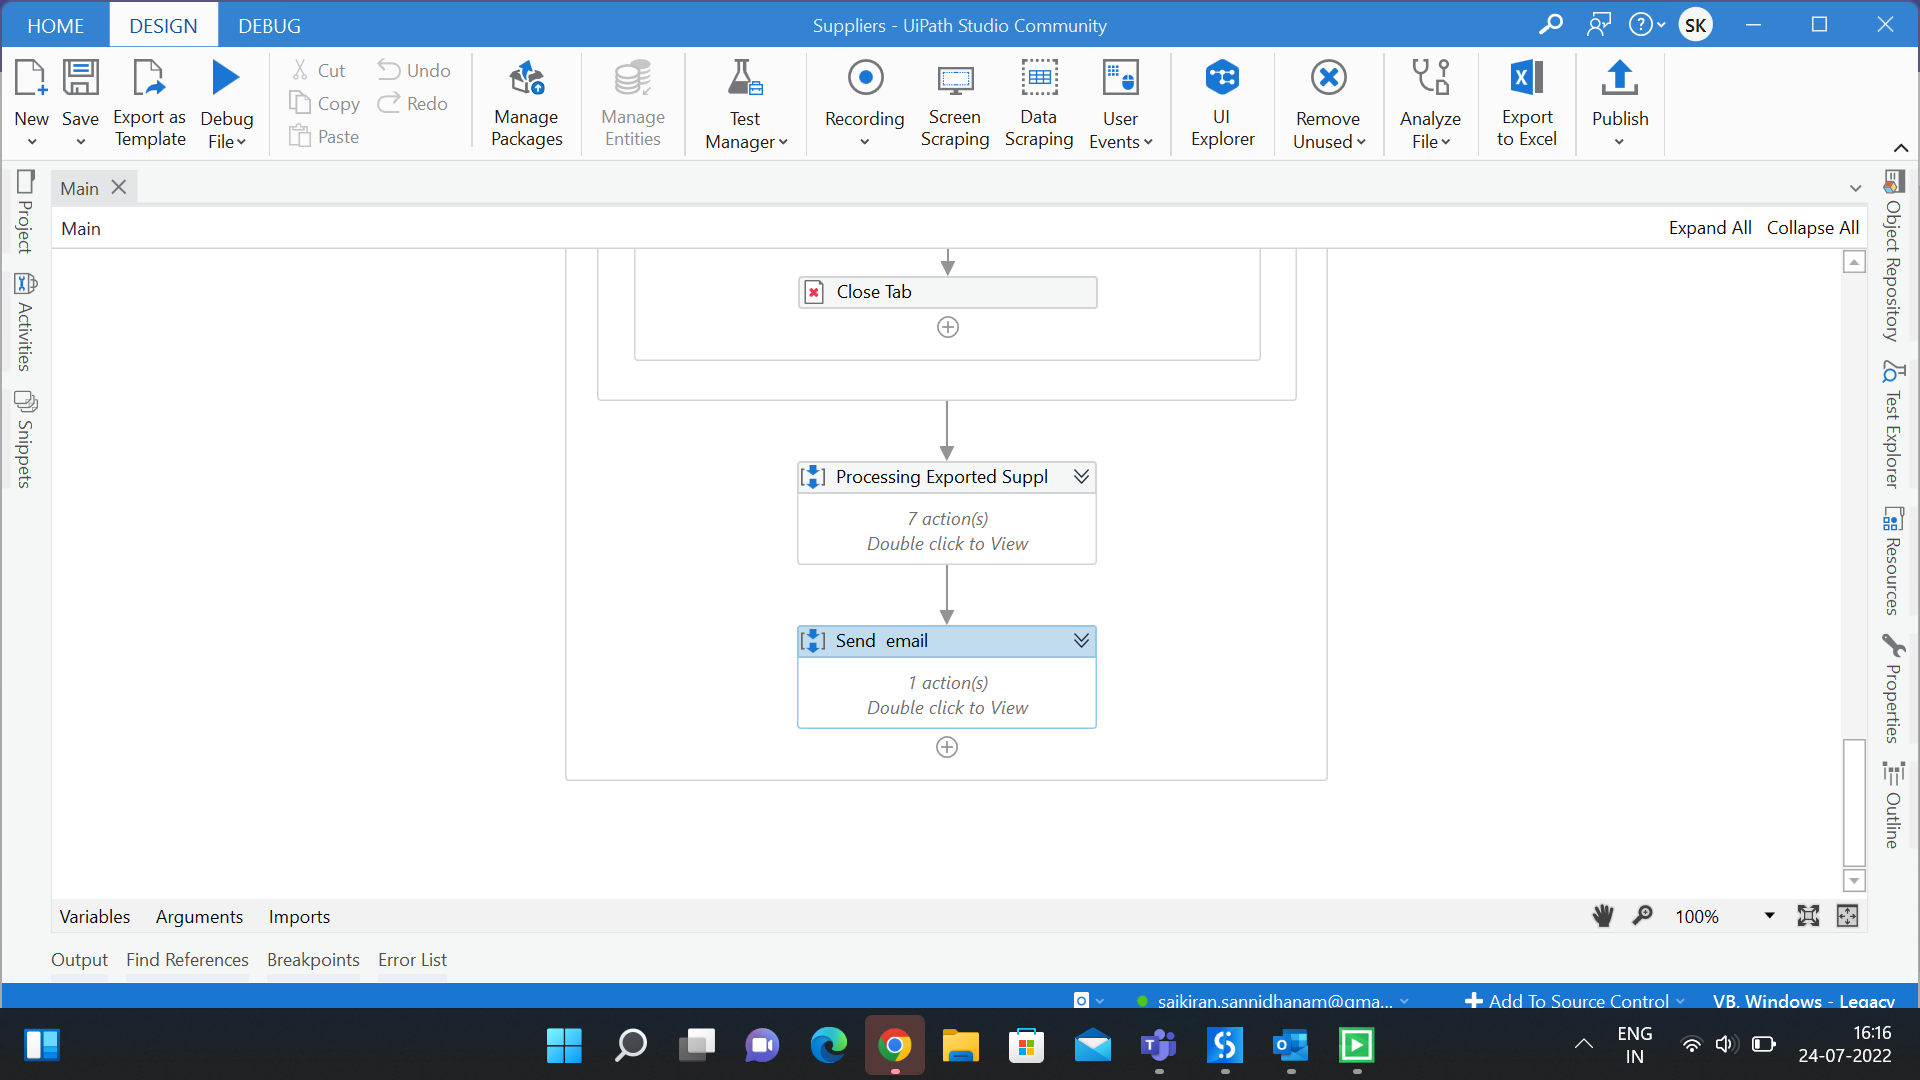 HOME DESIGN DEBUG Suppliers - UiPath Studio Community SK
New Save Export as Template Debug File
Cut Copy Paste Undo Redo
Manage Packages
Manage Entities
Test Manager
Recording
Screen Scraping
Data Scraping
User Events
UI Explorer
Remove Unused
Analyze File
Export to Excel
Publish
Main
Main Expand All Collapse All
Project
Activities
Snippets
Close Tab
Processing Exported Suppl
7 action(s)
Double click to View
Send email
1 action(s)
Double click to View
Object Repository
Test Explorer
Resources
Properties
Outline
Variables Arguments Imports 100%
Output Find References Breakpoints Error List
saikiran.sannidhanam@gma... Add To Source Control VB, Windows - Legacy
ENG 16:16
IN 24-07-2022